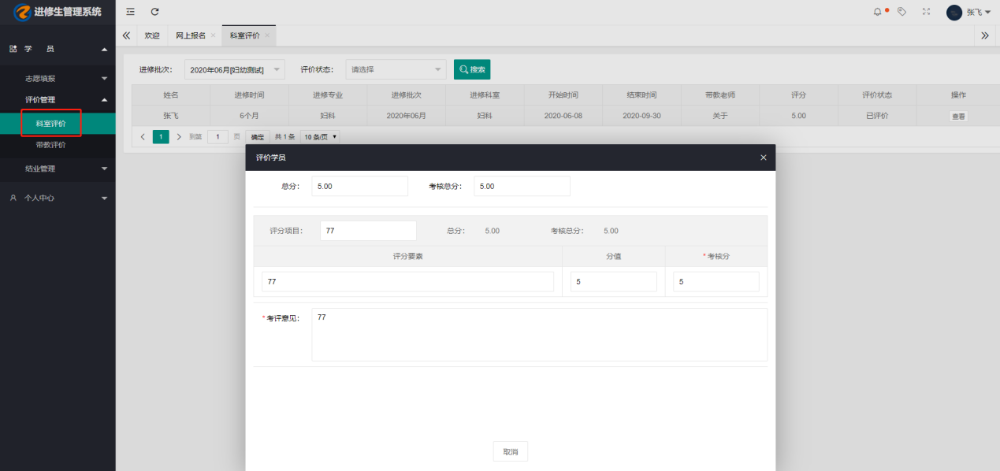 进修生管理系统
张飞
欢迎 网上报名 科室评价
学 员
志愿填报
评价管理
科室评价
带教评价
结业管理
个人中心
进修批次： 2020年06月[妇幼测试] 评价状态： 请选择 搜索
姓名 进修时间 进修专业 进修批次 进修科室 开始时间 结束时间 带教老师 评分 评价状态 操作
张飞 6个月 妇科 2020年06月 妇科 2020-06-08 2020-09-30 关于 5.00 已评价 查看
1 到第 1 页 确定 共 1 条 10 条/页
评价学员
总分： 5.00 考核总分： 5.00
评分项目： 77 总分： 5.00 考核总分： 5.00
评分要素 分值 * 考核分
77 5 5
* 考评意见： 77
取消